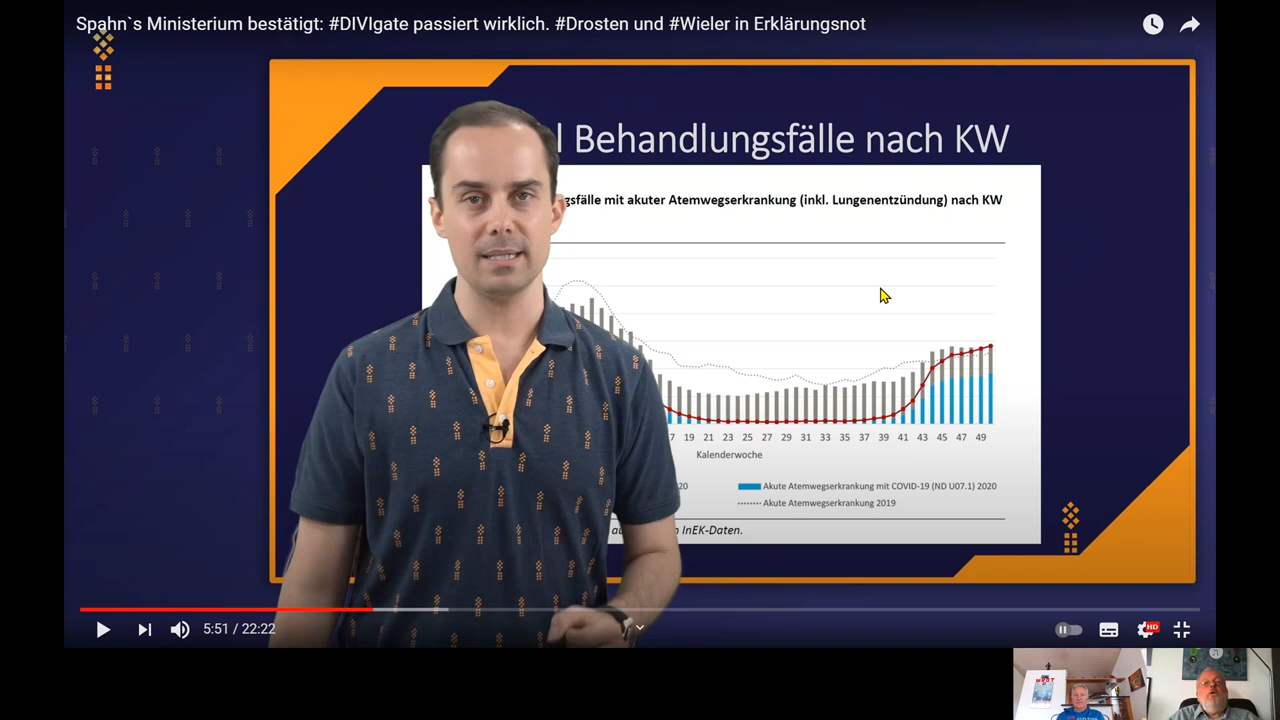 Spahn`s Ministerium bestätigt: #DIVIgate passiert wirklich. #Drosten und #Wieler in Erklärungsnot
l Behandlungsfälle nach KW
gsfälle mit akuter Atemwegserkrankung (inkl. Lungenentzündung) nach KW
7 19 21 23 25 27 29 31 33 35 37 39 41 43 45 47 49
Kalenderwoche
20
Akute Atemwegserkrankung mit COVID-19 (ND U07.1) 2020
Akute Atemwegserkrankung 2019
InEK-Daten.
5:51 / 22:22
HD